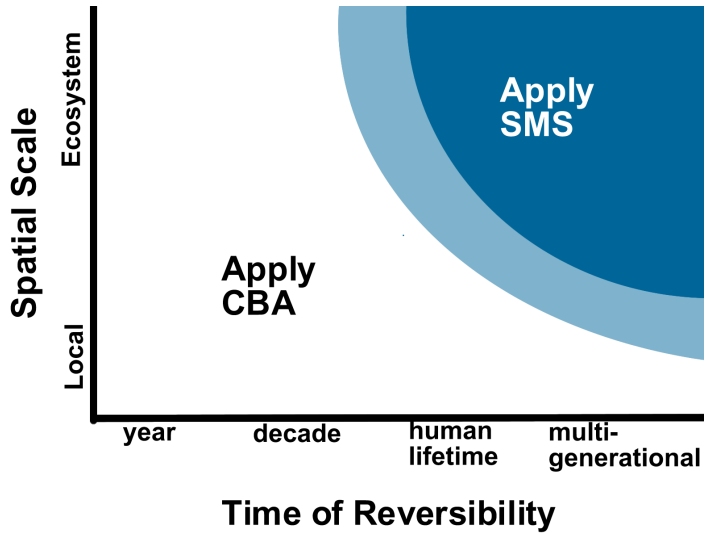 Spatial Scale
Ecosystem
Local
Apply
SMS
Apply
CBA
year
decade
human
lifetime
multi-
generational
Time of Reversibility